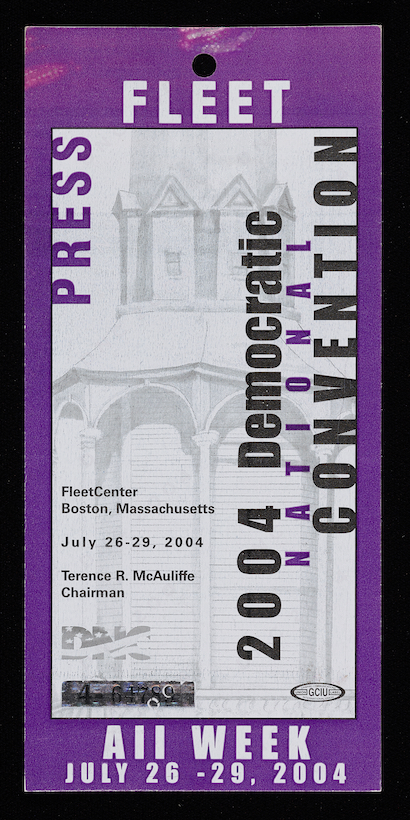 FLEET
PRESS
2004 Democratic
NATIONAL
CONVENTION
FleetCenter
Boston, Massachusetts
July 26-29, 2004
Terence R. McAuliffe
Chairman
DNC
GCIU
All WEEK
JULY 26 -29, 2004